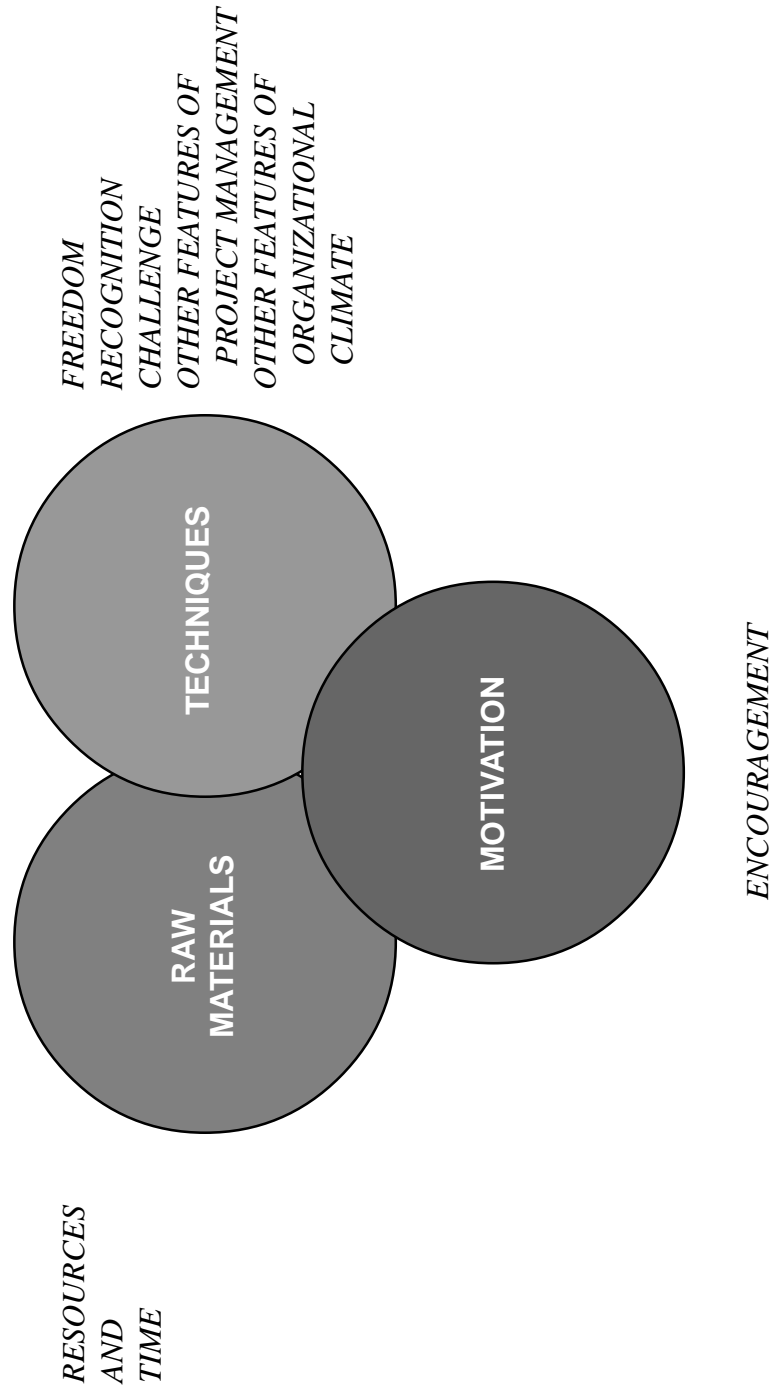 RESOURCES
AND
TIME
RAW
MATERIALS
TECHNIQUES
FREEDOM
RECOGNITION
CHALLENGE
OTHER FEATURES OF
PROJECT MANAGEMENT
OTHER FEATURES OF
ORGANIZATIONAL
CLIMATE
MOTIVATION
ENCOURAGEMENT